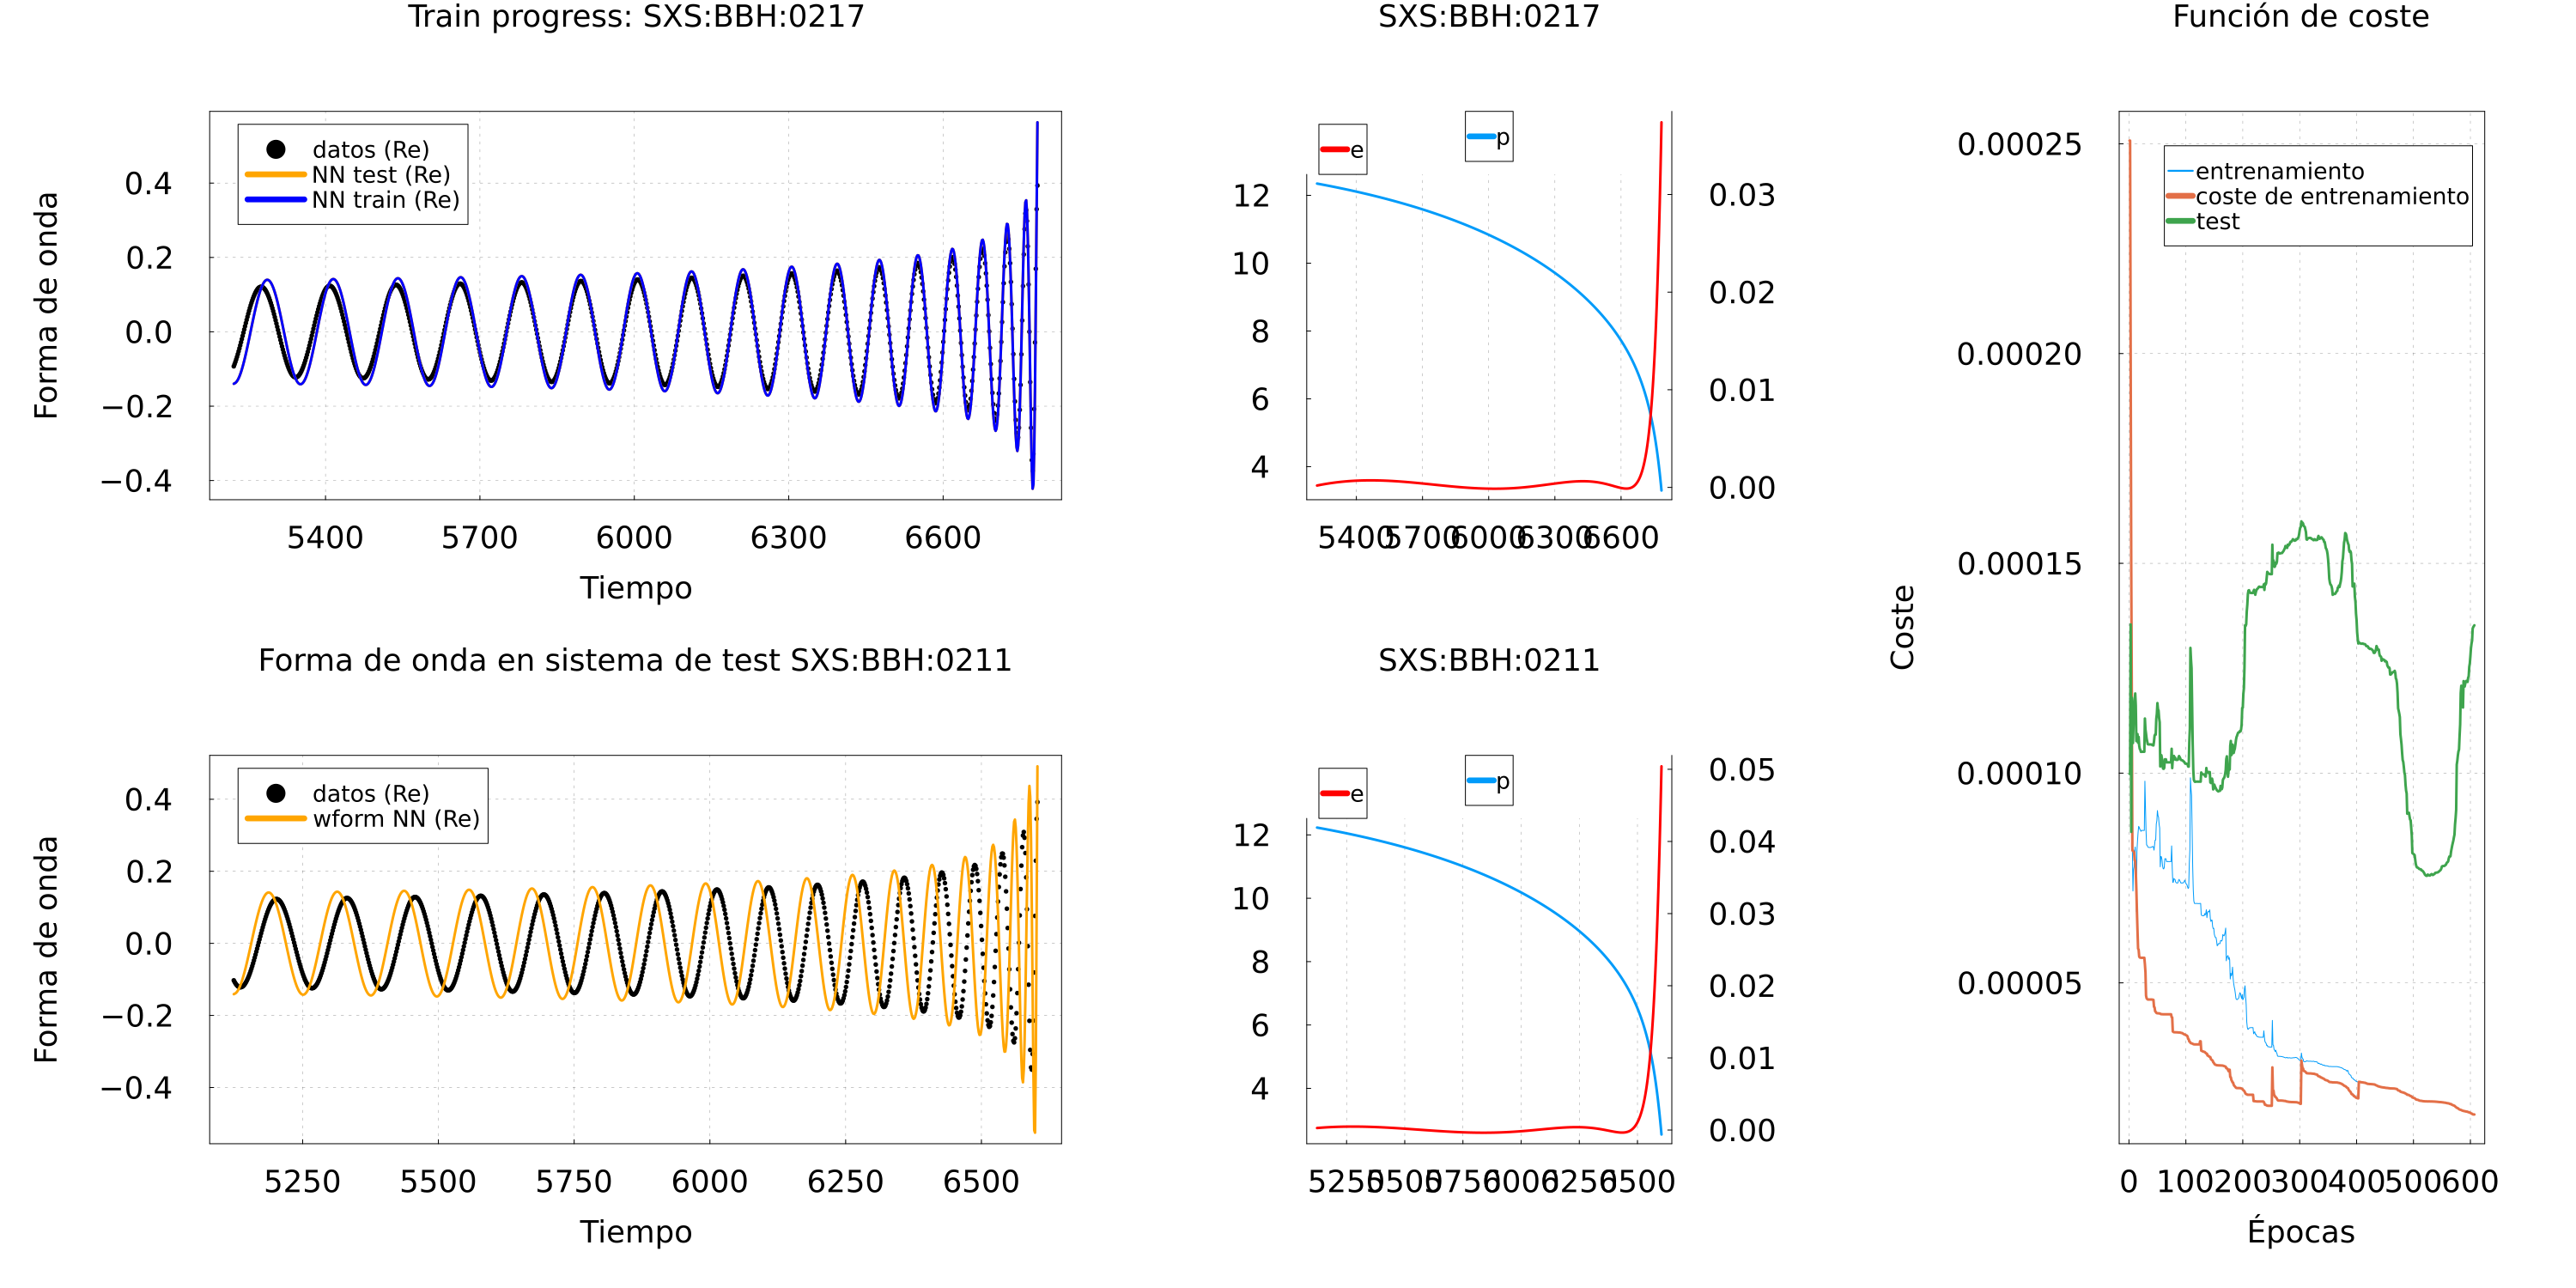 Train progress: SXS:BBH:0217
Forma de onda
0.4
0.2
0.0
−0.2
−0.4
datos (Re)
NN test (Re)
NN train (Re)
5400 5700 6000 6300 6600
Tiempo
SXS:BBH:0217
e
p
12
10
8
6
4
0.03
0.02
0.01
0.00
5400 5700 6000 6300 6600
Forma de onda en sistema de test SXS:BBH:0211
Forma de onda
0.4
0.2
0.0
−0.2
−0.4
datos (Re)
wform NN (Re)
5250 5500 5750 6000 6250 6500
Tiempo
SXS:BBH:0211
e
p
12
10
8
6
4
0.05
0.04
0.03
0.02
0.01
0.00
5250 5500 5750 6000 6250 6500
Función de coste
Coste
0.00025
0.00020
0.00015
0.00010
0.00005
entrenamiento
coste de entrenamiento
test
0 100 200 300 400 500 600
Épocas